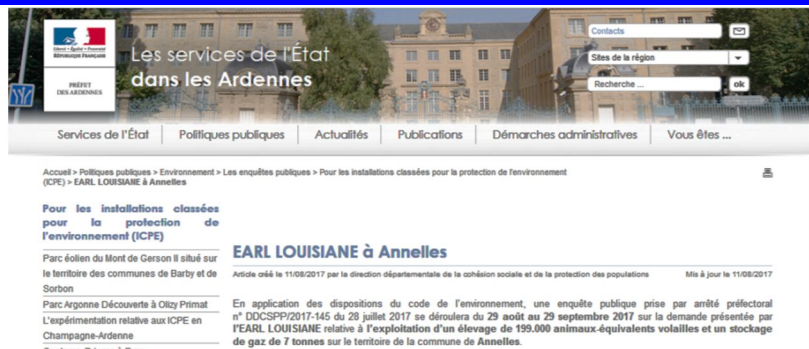 Contacts
Liberté • Égalité • Fraternité
RÉPUBLIQUE FRANÇAISE
Les services de l'État
Sites de la région
PRÉFET
dans les Ardennes
Recherche ...
ok
DES ARDENNES
Services de l'État
Politiques publiques
Actualités
Publications
Démarches administratives
Vous êtes ...
Accueil > Politiques publiques > Environnement > Les enquêtes publiques > Pour les installations classées pour la protection de l'environnement
(ICPE) > EARL LOUISIANE à Annelles
Pour les installations classées
pour la protection de
l'environnement (ICPE)
Parc éolien du Mont de Gerson II situé sur
le territoire des communes de Barby et de
Sorbon
Parc Argonne Découverte à Olizy Primat
L'expérimentation relative aux ICPE en
Champagne-Ardenne
EARL LOUISIANE à Annelles
Article créé le 11/08/2017 par la direction départementale de la cohésion sociale et de la protection des populations
Mis à jour le 11/08/2017
En application des dispositions du code de l'environnement, une enquête publique prise par arrêté préfectoral
n° DDCSPP/2017-145 du 28 juillet 2017 se déroulera du 29 août au 29 septembre 2017 sur la demande présentée par
l'EARL LOUISIANE relative à l'exploitation d'un élevage de 199.000 animaux-équivalents volailles et un stockage
de gaz de 7 tonnes sur le territoire de la commune de Annelles.